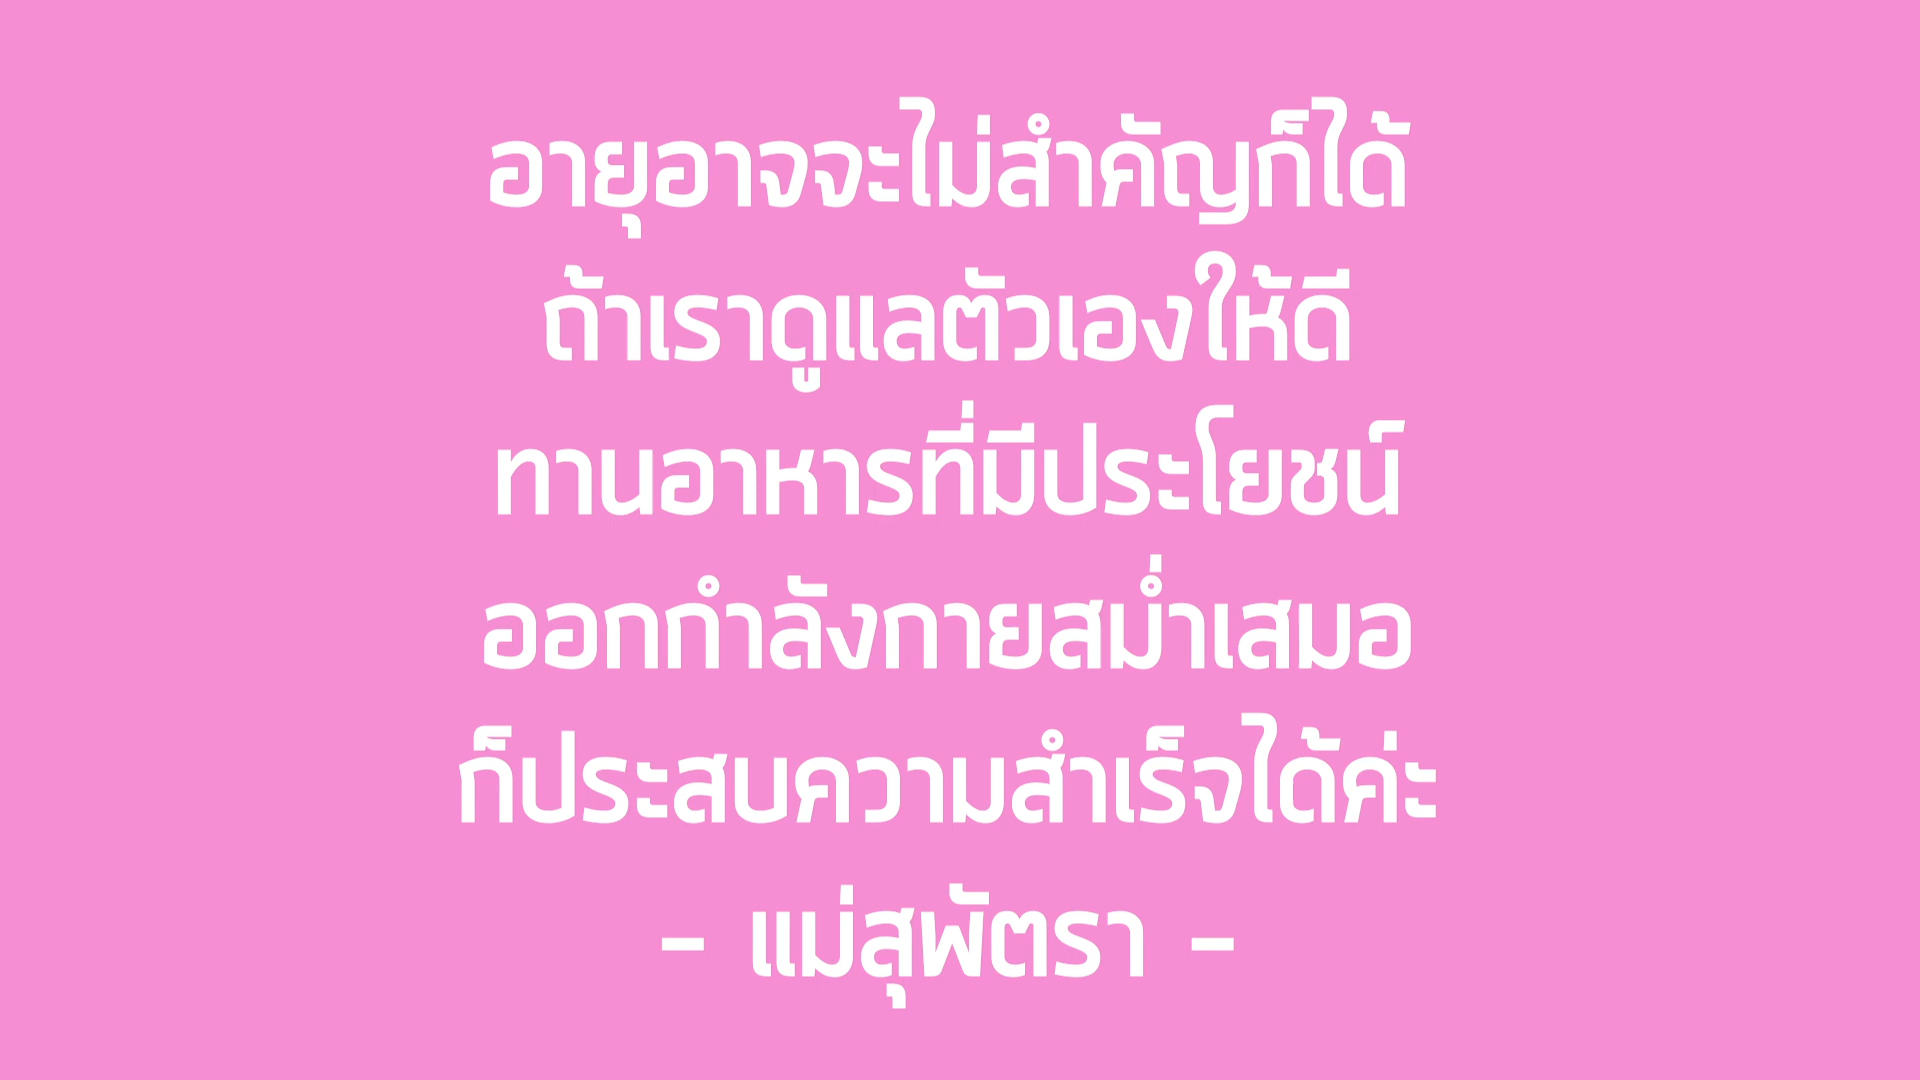 อายุอาจจะไม่สำคัญก็ได้
ถ้าเราดูแลตัวเองให้ดี
ทานอาหารที่มีประโยชน์
ออกกำลังกายสม่ำเสมอ
ก็ประสบความสำเร็จได้ค่ะ
- แม่สุพัตรา -